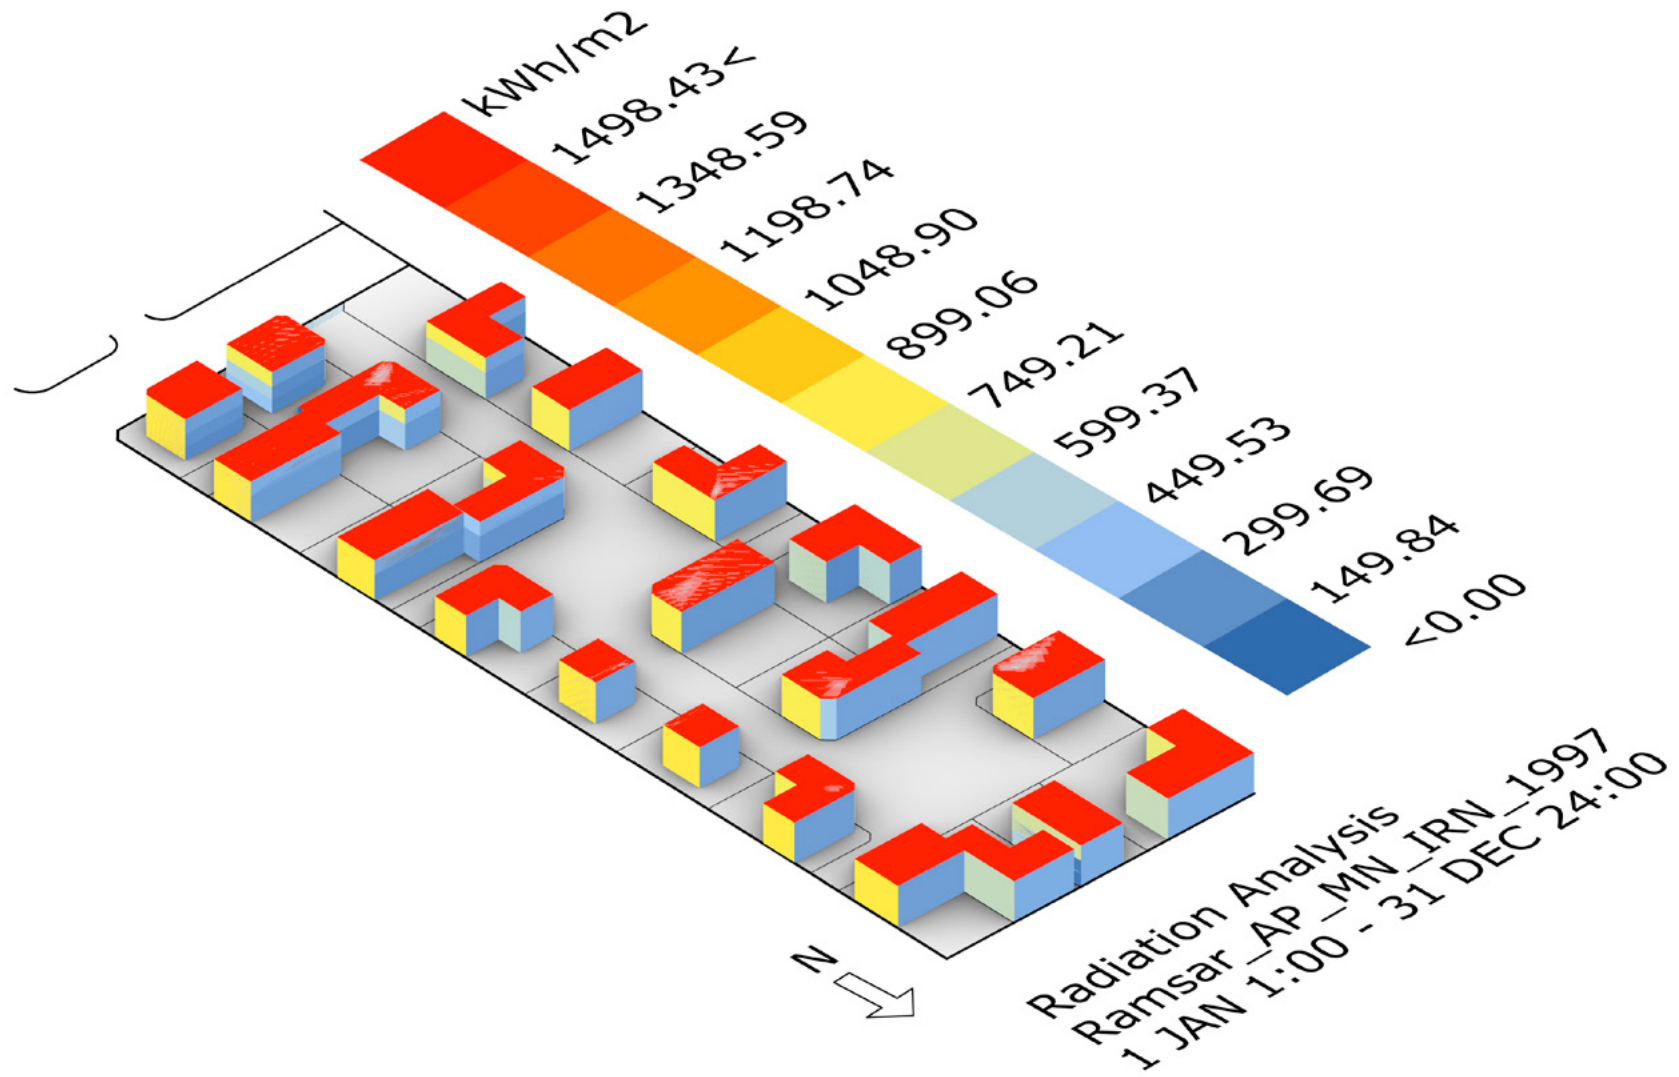 kWh/m2
1498.43<
1348.59
1198.74
1048.90
899.06
749.21
599.37
449.53
299.69
149.84
<0.00
N
Radiation Analysis
Ramsar_AP_MN_IRN_1997
1 JAN 1:00 - 31 DEC 24:00